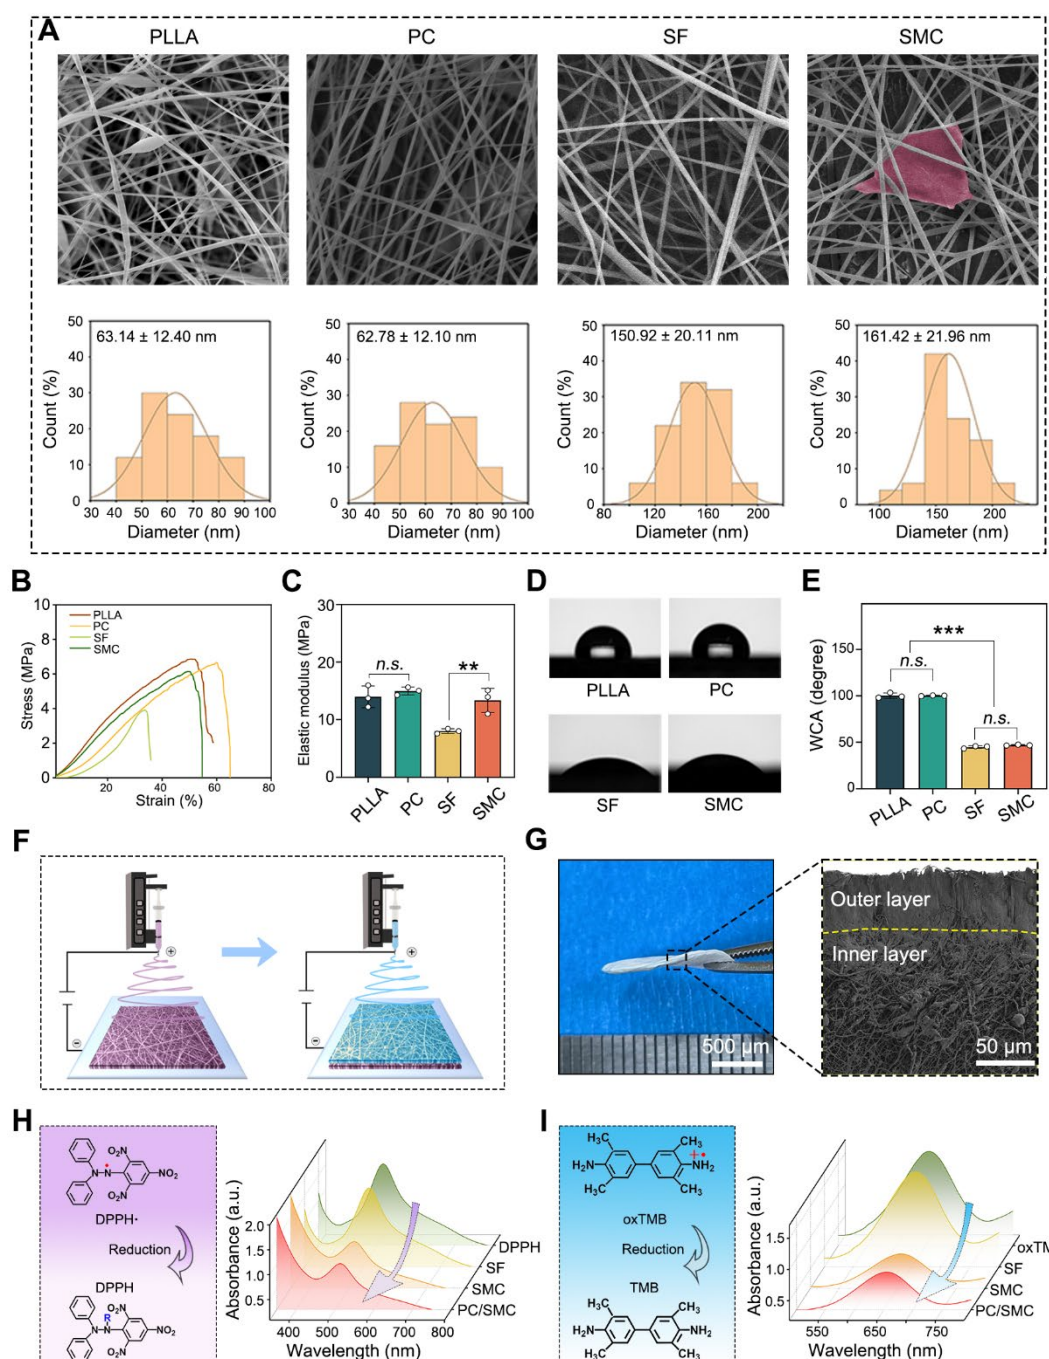 A
PLLA PC SF SMC
63.14 ± 12.40 nm
Count (%)
50
40
30
20
10
0
30 40 50 60 70 80 90 100
Diameter (nm)
62.78 ± 12.10 nm
Count (%)
50
40
30
20
10
0
30 40 50 60 70 80 90 100
Diameter (nm)
150.92 ± 20.11 nm
Count (%)
50
40
30
20
10
0
80 120 160 200
Diameter (nm)
161.42 ± 21.96 nm
Count (%)
50
40
30
20
10
0
100 150 200
Diameter (nm)
B
Stress (MPa)
10
8
6
4
2
0
PLLA
PC
SF
SMC
20 40 60 80
Strain (%)
C
Elastic modulus (MPa)
30
20
10
0
n.s.
**
PLLA
PC
SF
SMC
D
PLLA PC
SF SMC
E
WCA (degree)
150
100
50
0
***
n.s.
n.s.
PLLA
PC
SF
SMC
F
+
−
+
−
G
500 μm
Outer layer
Inner layer
50 μm
H
O₂N
N N NO₂
O₂N
DPPH·
Reduction
DPPH
R O₂N
N N NO₂
O₂N
Absorbance (a.u.)
2.0
1.5
1.0
0.5
400 500 600 700 800
Wavelength (nm)
DPPH
SF
SMC
PC/SMC
I
H₃C CH₃
H₂N NH₂
H₃C CH₃
oxTMB
Reduction
TMB
H₃C CH₃
H₂N NH₂
H₃C CH₃
Absorbance (a.u.)
1.5
1.0
0.5
550 650 750
Wavelength (nm)
oxTM
SF
SMC
PC/SMC